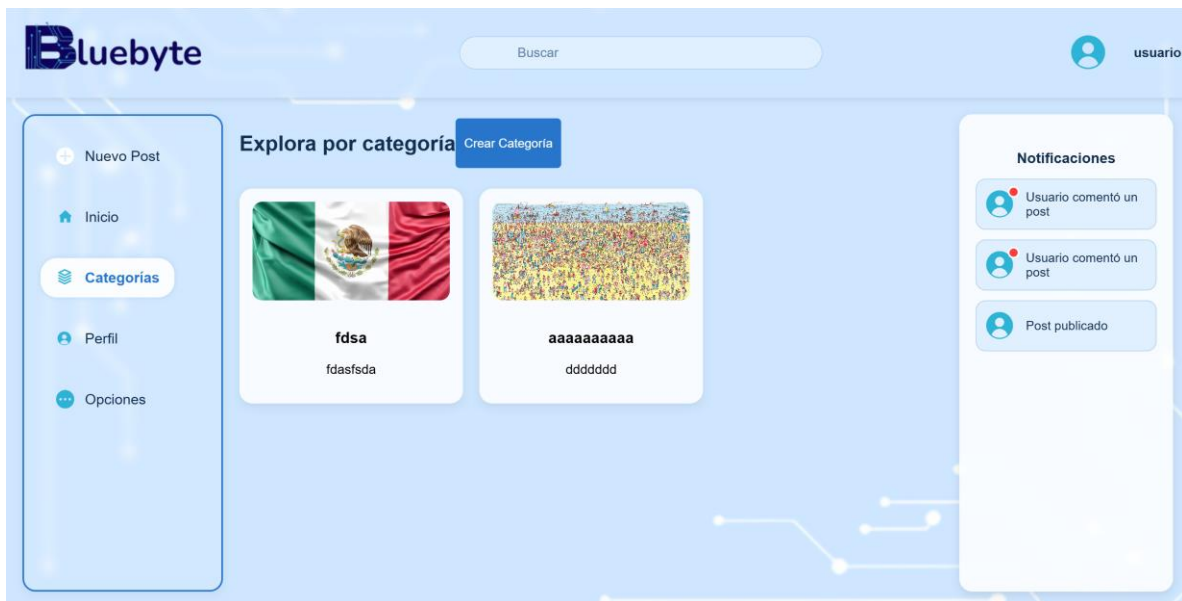 Bluebyte
Buscar
usuario
Nuevo Post
Inicio
Categorías
Perfil
Opciones
Explora por categoría
Crear Categoría
fdsa
fdasfsda
aaaaaaaaaa
ddddddd
Notificaciones
Usuario comentó un
post
Usuario comentó un
post
Post publicado